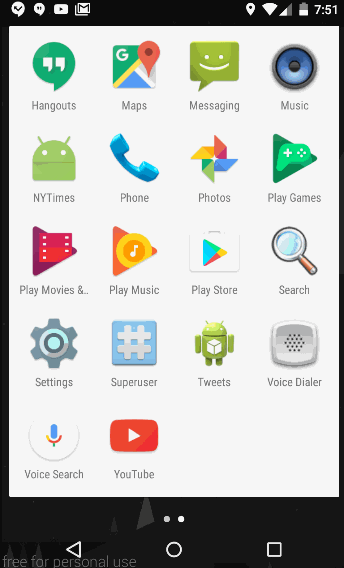 7:51
Hangouts
Maps
Messaging
Music
NYTimes
Phone
Photos
Play Games
Play Movies &..
Play Music
Play Store
Search
Settings
Superuser
Tweets
Voice Dialer
Voice Search
YouTube
free for personal use